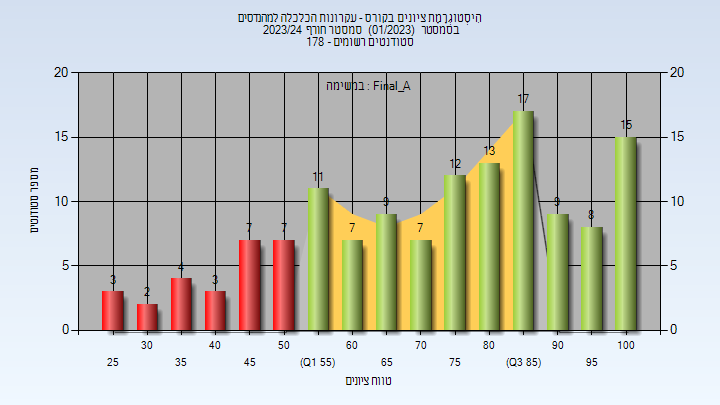 הִיסְטוֹגְרָמַת ציונים בקורס - עקרונות הכלכלה למהנדסים
בסמסטר (01/2023) סמסטר חורף 2023/24
סטודנטים רשומים - 178
במשימה : Final_A
20 20
15 15
10 10
5 5
0 0
מספר סטודנטים
3 2 4 3 7 7 11 7 9 7 12 13 17 9 8 15
30 40 50 60 70 80 90 100
25 35 45 (Q1 55) 65 75 (Q3 85) 95
טווח ציונים